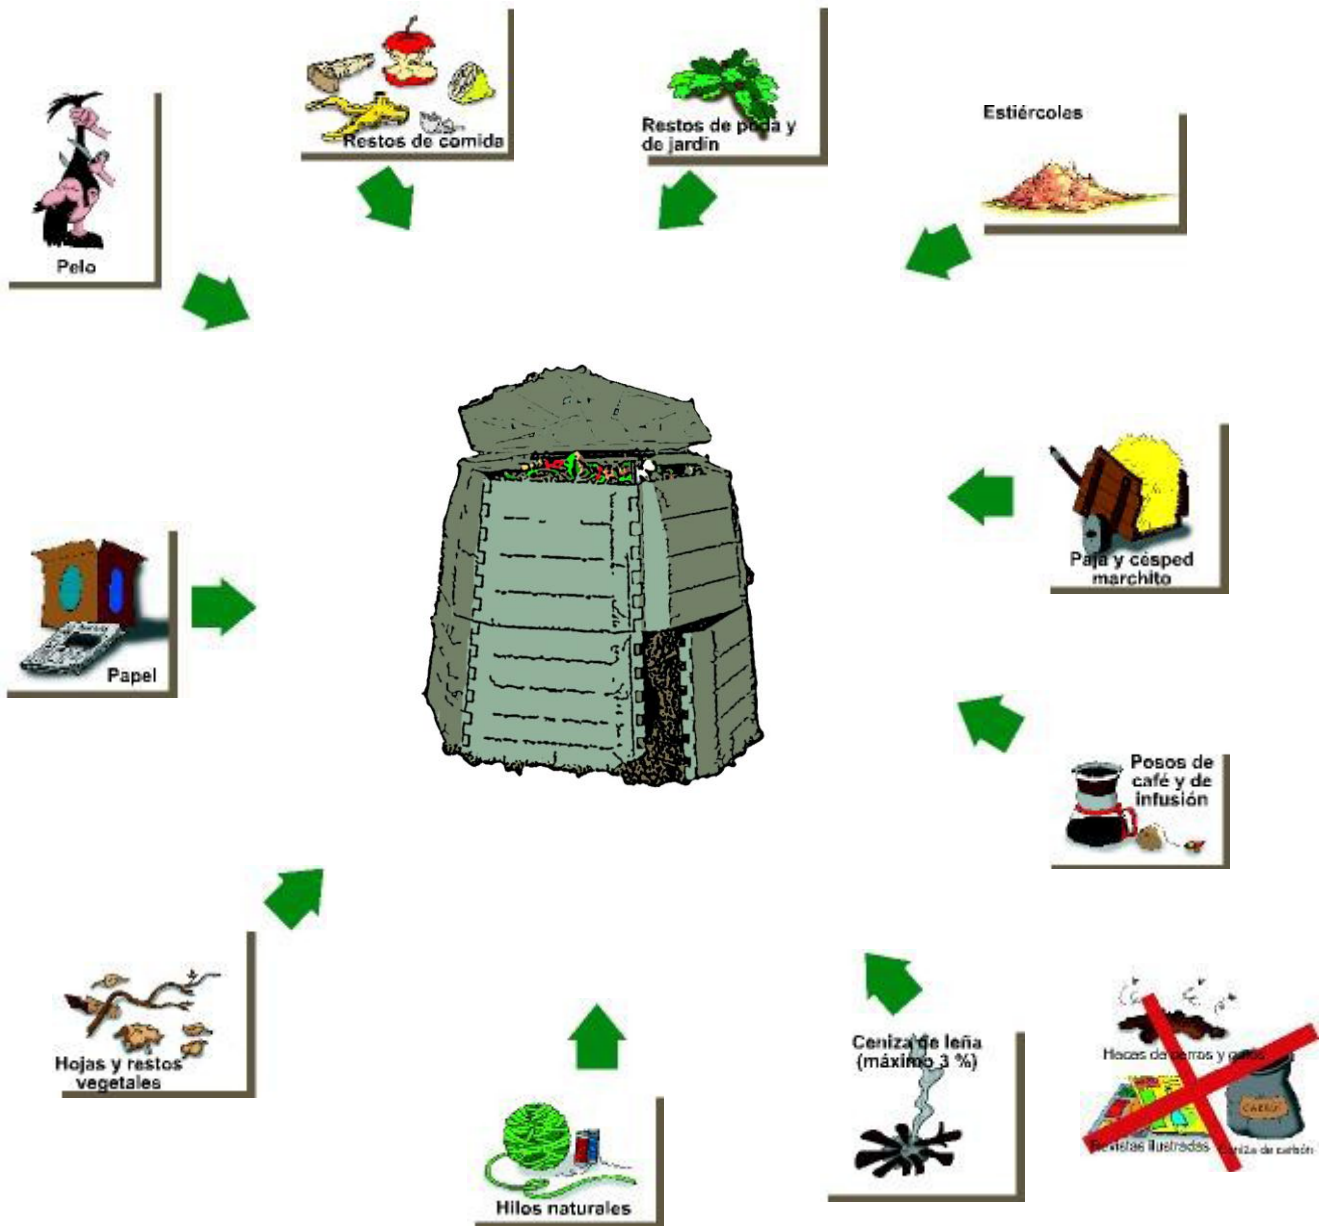 Restos de comida
Restos de poda y
de jardín
Estiércolas
Pelo
Paja y césped
marchito
Papel
Posos de
café y de
infusión
Hojas y restos
vegetales
Ceniza de leña
(máximo 3 %)
Heces de perros y gatos
Revistas ilustradas
Ceniza de carbón
Hilos naturales